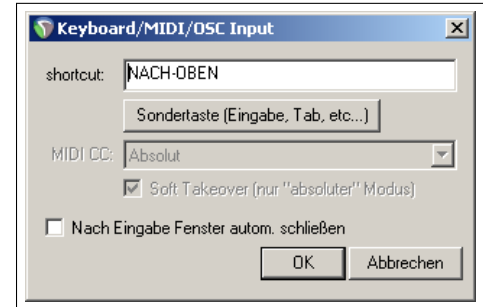 Keyboard/MIDI/OSC Input
shortcut: NACH-OBEN
Sondertaste (Eingabe, Tab, etc...)
MIDI CC: Absolut
Soft Takeover (nur "absoluter" Modus)
Nach Eingabe Fenster autom. schließen
OK Abbrechen